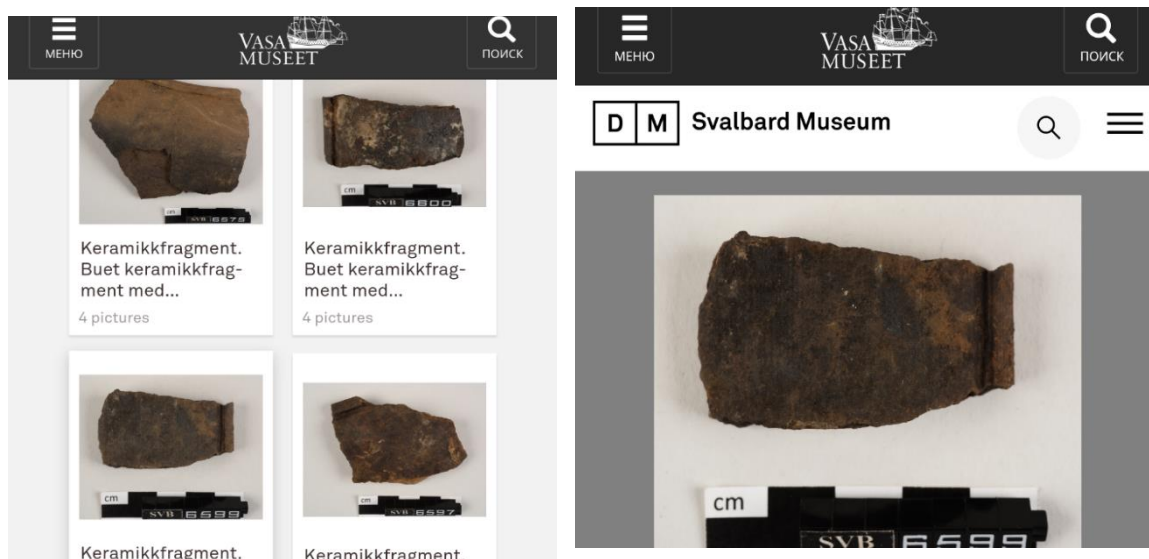 МЕНЮ
VASA
MUSEET
ПОИСК
cm
SVB 6579
cm
SVB 6600
Keramikkfragment.
Buet keramikkfrag-
ment med...
4 pictures
Keramikkfragment.
Buet keramikkfrag-
ment med...
4 pictures
cm
SVB 6599
cm
SVB 6597
Keramikkfragment.
Keramikkfragment.
МЕНЮ
VASA
MUSEET
ПОИСК
D M Svalbard Museum
cm
SVB 6599